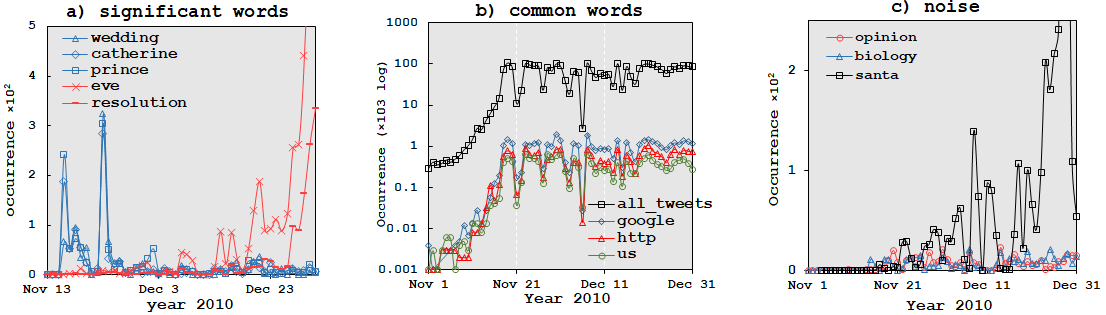 a) significant words
5
4
3
2
1
0
occurrence ×10²
wedding
catherine
prince
eve
resolution
Nov 13
Dec 3
Dec 23
year 2010
b) common words
1000
100
10
1
0.1
0.01
0.001
Occurrence (×103 log)
all_tweets
google
http
us
Nov 1
Nov 21
Dec 11
Dec 31
Year 2010
c) noise
2
1
0
Occurrence ×10²
opinion
biology
santa
Nov 1
Nov 21
Dec 11
Dec 31
Year 2010